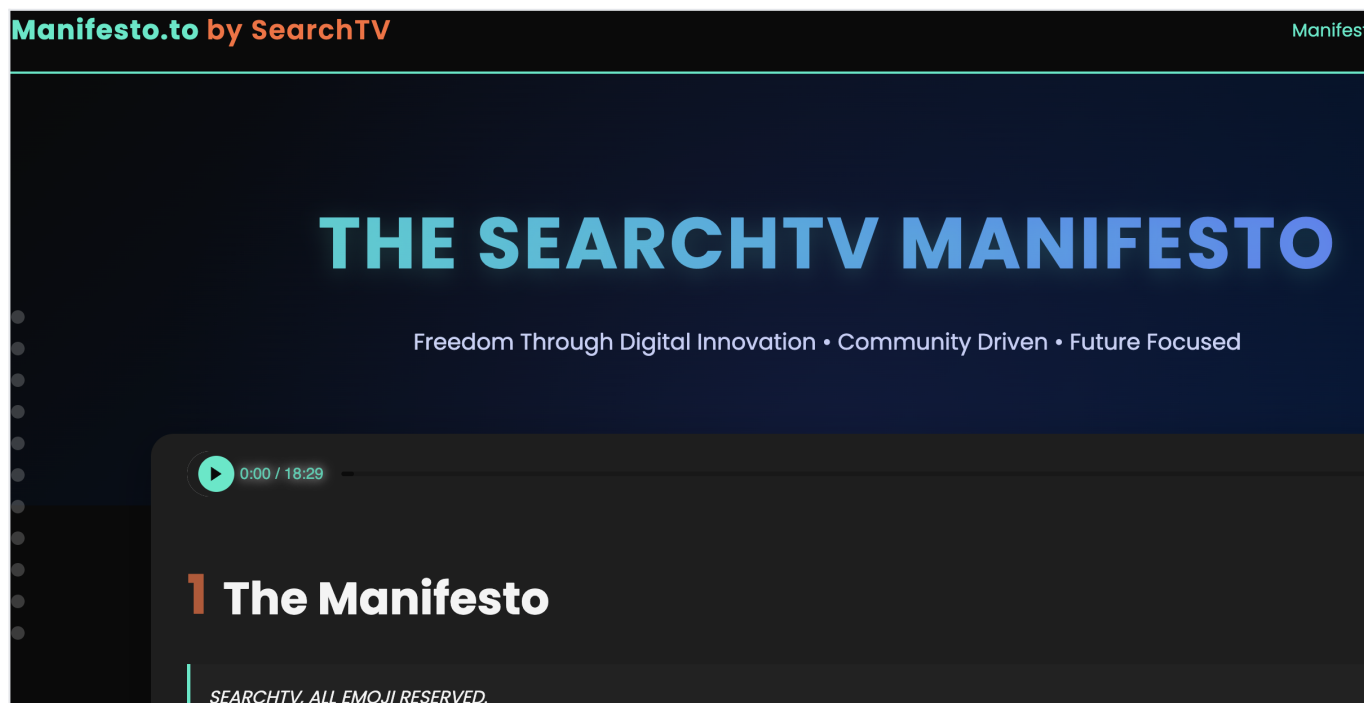 Manifesto.to by SearchTV
THE SEARCHTV MANIFESTO
Freedom Through Digital Innovation • Community Driven • Future Focused
0:00 / 18:29
1 The Manifesto
SEARCHTV. ALL EMOJI RESERVED.